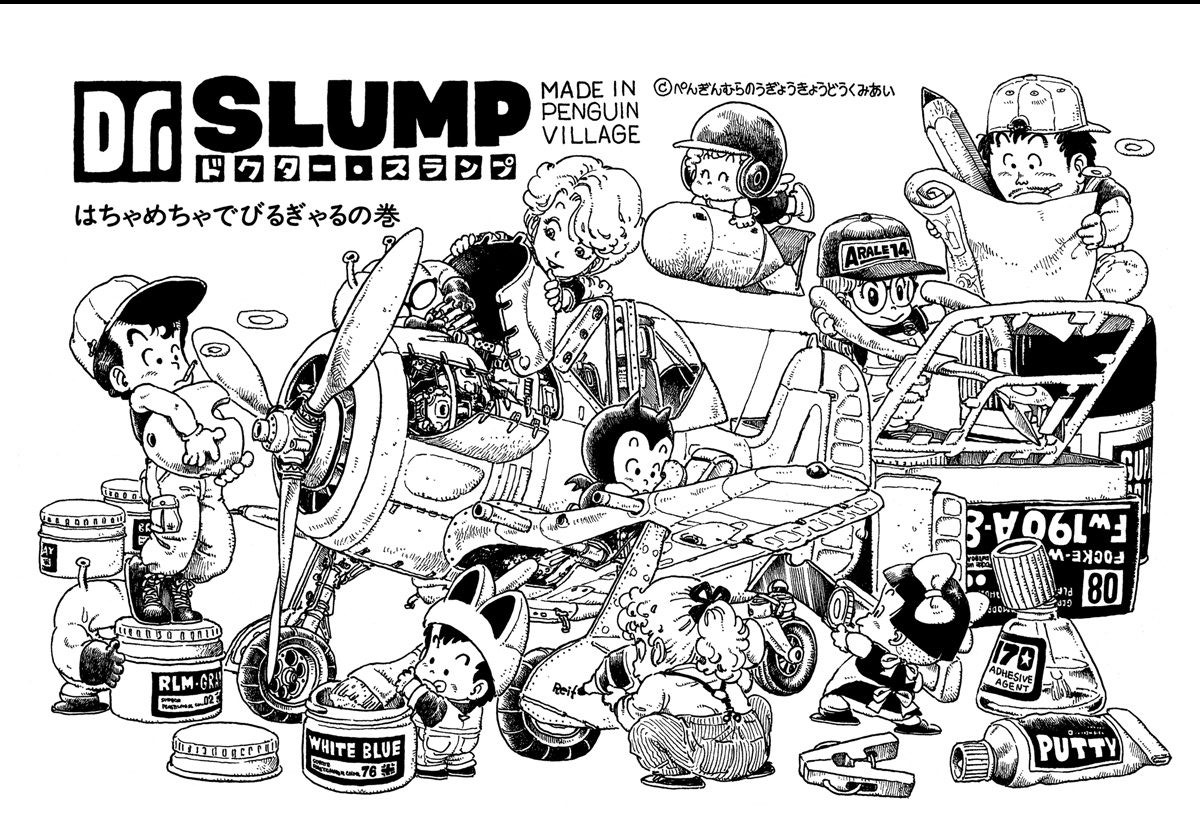 Dr.
SLUMP
ドクター・スランプ
MADE IN
PENGUIN
VILLAGE
©ぺんぎんむらのうぎょうきょうどうくみあい
はちゃめちゃでびるぎゃるの巻
ARALE 14
FOCKE-W
Fw190A-8
08
RLM-GRA
02
WHITE BLUE
76
Reif
170
ADHESIVE
AGENT
PUTTY